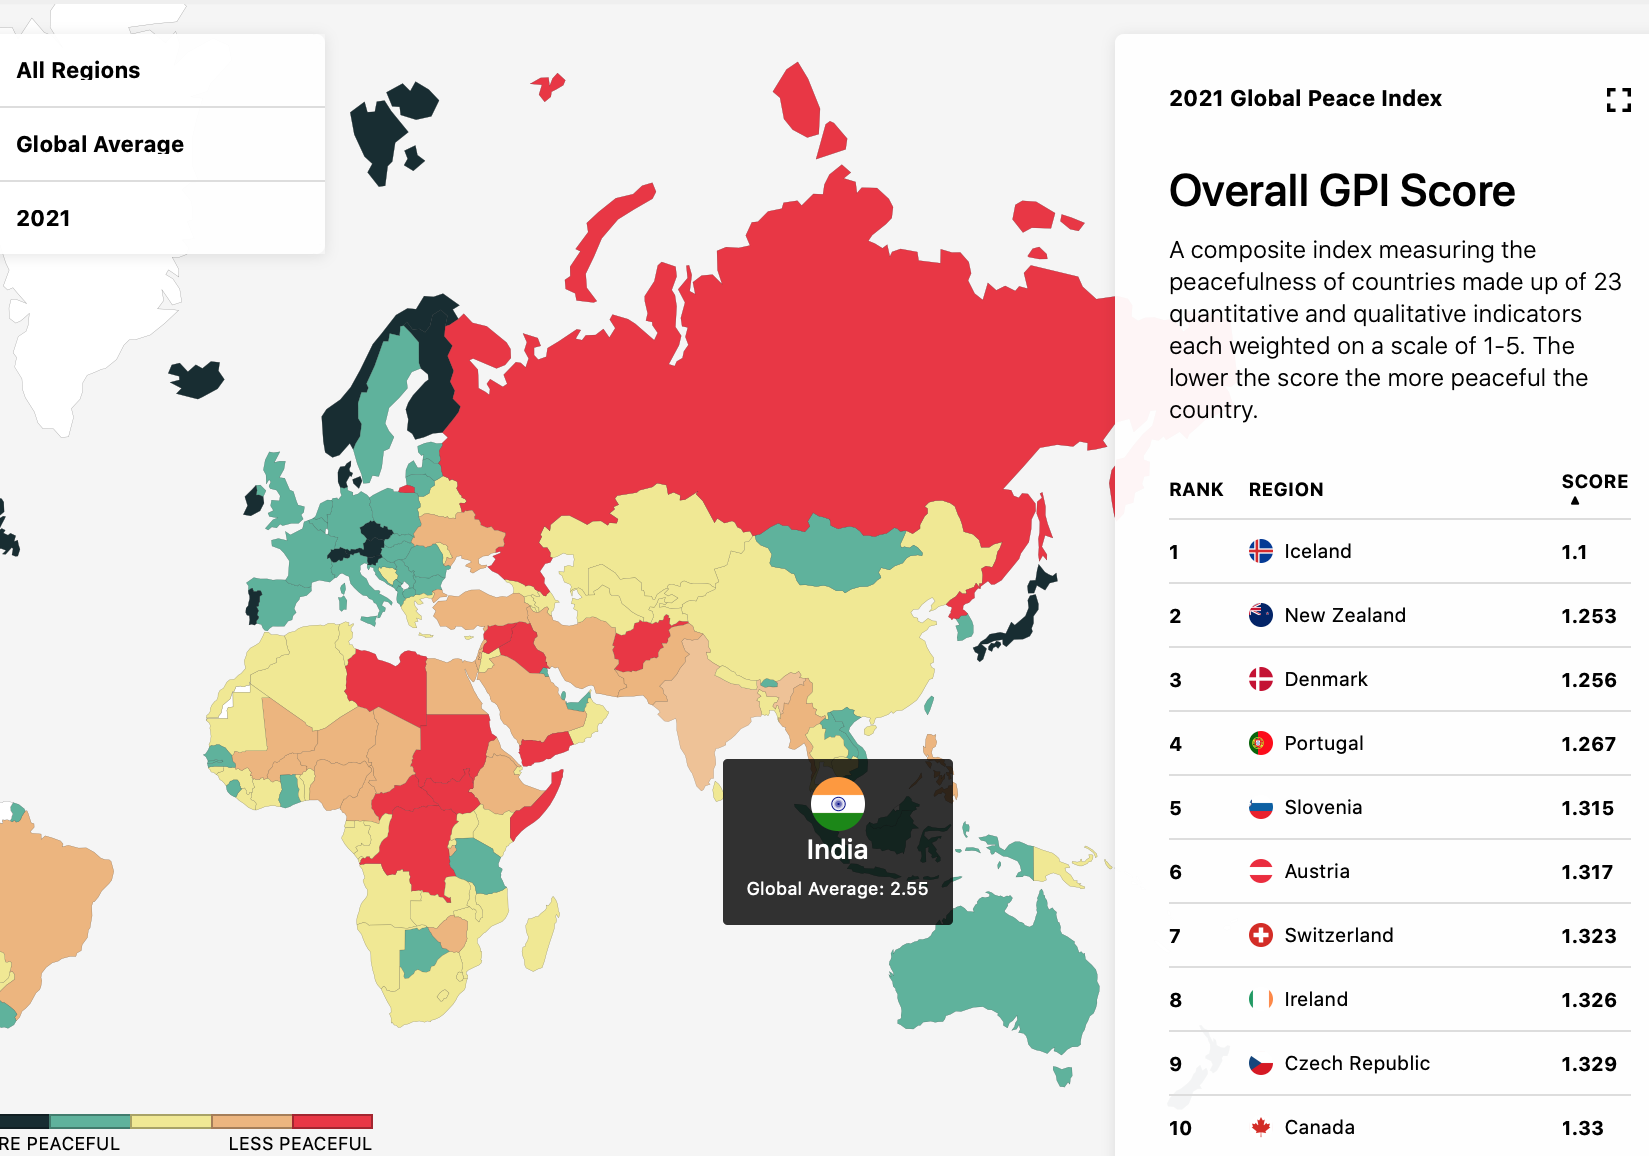 All Regions
Global Average
2021
2021 Global Peace Index
Overall GPI Score
A composite index measuring the
peacefulness of countries made up of 23
quantitative and qualitative indicators
each weighted on a scale of 1-5. The
lower the score the more peaceful the
country.
RANK REGION SCORE ▲
1 Iceland 1.1
2 New Zealand 1.253
3 Denmark 1.256
4 Portugal 1.267
5 Slovenia 1.315
6 Austria 1.317
7 Switzerland 1.323
8 Ireland 1.326
9 Czech Republic 1.329
10 Canada 1.33
India
Global Average: 2.55
RE PEACEFUL LESS PEACEFUL